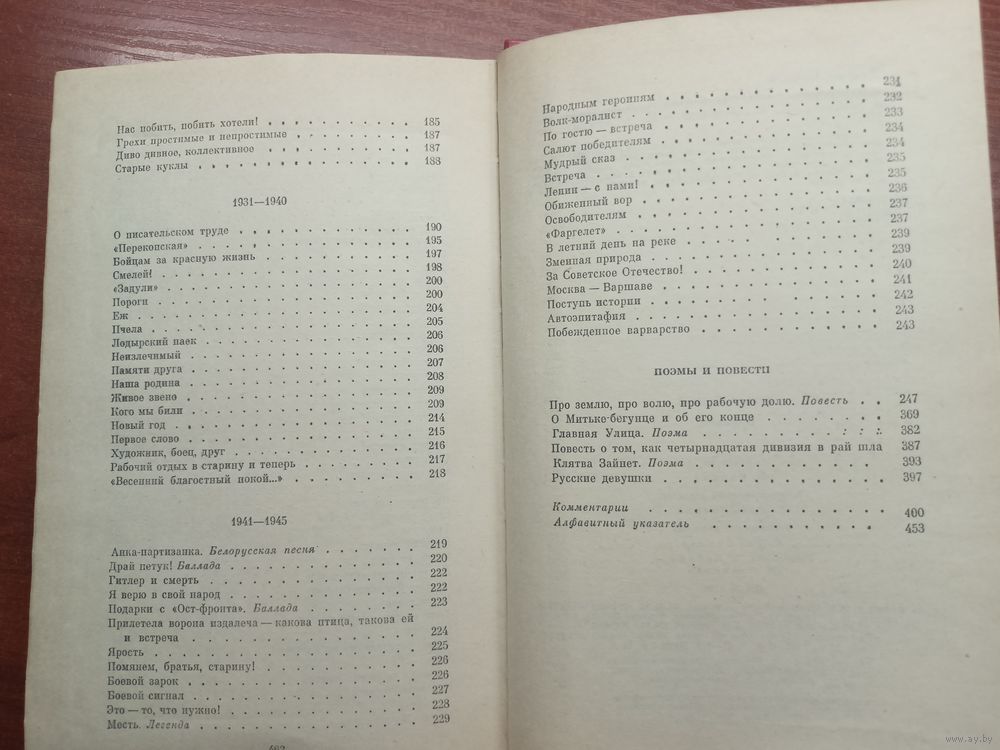 Нас побить, побить хотели! . . . . . . . . . . 185
Грехи простимые и непростимые . . . . . . . . 187
Диво дивное, коллективное . . . . . . . . . . 187
Старые куклы . . . . . . . . . . . . . . . 188
1931—1940
О писательском труде . . . . . . . . . . . . 190
«Перекопская» . . . . . . . . . . . . . . . 195
Бойцам за красную жизнь . . . . . . . . . . . 197
Смелей! . . . . . . . . . . . . . . . . . 198
«Задули» . . . . . . . . . . . . . . . . . 200
Пороги . . . . . . . . . . . . . . . . . . 200
Еж . . . . . . . . . . . . . . . . . . . 204
Пчела . . . . . . . . . . . . . . . . . . 205
Лодырский паек . . . . . . . . . . . . . . 206
Неизлечимый . . . . . . . . . . . . . . . 206
Памяти друга . . . . . . . . . . . . . . . 207
Наша родина . . . . . . . . . . . . . . . 208
Живое звено . . . . . . . . . . . . . . . 209
Кого мы били . . . . . . . . . . . . . . . 209
Новый год . . . . . . . . . . . . . . . . 214
Первое слово . . . . . . . . . . . . . . . 215
Художник, боец, друг . . . . . . . . . . . . 216
Рабочий отдых в старину и теперь . . . . . . . 217
«Весенний благостный покой...» . . . . . . . . 218
1941—1945
Анка-партизанка. Белорусская песня . . . . . . . 219
Драй петук! Баллада . . . . . . . . . . . . 220
Гитлер и смерть . . . . . . . . . . . . . . 222
Я верю в свой народ . . . . . . . . . . . . 222
Подарки с «Ост-фронта». Баллада . . . . . . . 223
Прилетела ворона издалеча — какова птица, такова ей
и встреча . . . . . . . . . . . . . . . 224
Ярость . . . . . . . . . . . . . . . . . 225
Помянем, братья, старину! . . . . . . . . . . 226
Боевой зарок . . . . . . . . . . . . . . . 226
Боевой сигнал . . . . . . . . . . . . . . 227
Это — то, что нужно! . . . . . . . . . . . . 228
Месть. Легенда . . . . . . . . . . . . . . 229
Народным героиням . . . . . . . . . . . . . 231
Волк-моралист . . . . . . . . . . . . . . 232
По гостю — встреча . . . . . . . . . . . . 233
Салют победителям . . . . . . . . . . . . . 234
Мудрый сказ . . . . . . . . . . . . . . . 234
Встреча . . . . . . . . . . . . . . . . . 235
Ленин — с нами! . . . . . . . . . . . . . . 235
Обиженный вор . . . . . . . . . . . . . . 236
Освободителям . . . . . . . . . . . . . . 237
«Фаргелет» . . . . . . . . . . . . . . . . 237
В летний день на реке . . . . . . . . . . . 239
Змеиная природа . . . . . . . . . . . . . . 239
За Советское Отечество! . . . . . . . . . . . 240
Москва — Варшаве . . . . . . . . . . . . . 241
Поступь истории . . . . . . . . . . . . . . 242
Автоэпитафия . . . . . . . . . . . . . . . 243
Побежденное варварство . . . . . . . . . . . 243
ПОЭМЫ И ПОВЕСТИ
Про землю, про волю, про рабочую долю. Повесть . . 247
О Митьке-бегунце и об его конце . . . . . . . 369
Главная Улица. Поэма . . . . . . . . . . . . 382
Повесть о том, как четырнадцатая дивизия в рай шла 387
Клятва Зайнет. Поэма . . . . . . . . . . . . 393
Русские девушки . . . . . . . . . . . . . . 397
Комментарии . . . . . . . . . . . . . . . 400
Алфавитный указатель . . . . . . . . . . . . 453
www.ay.by